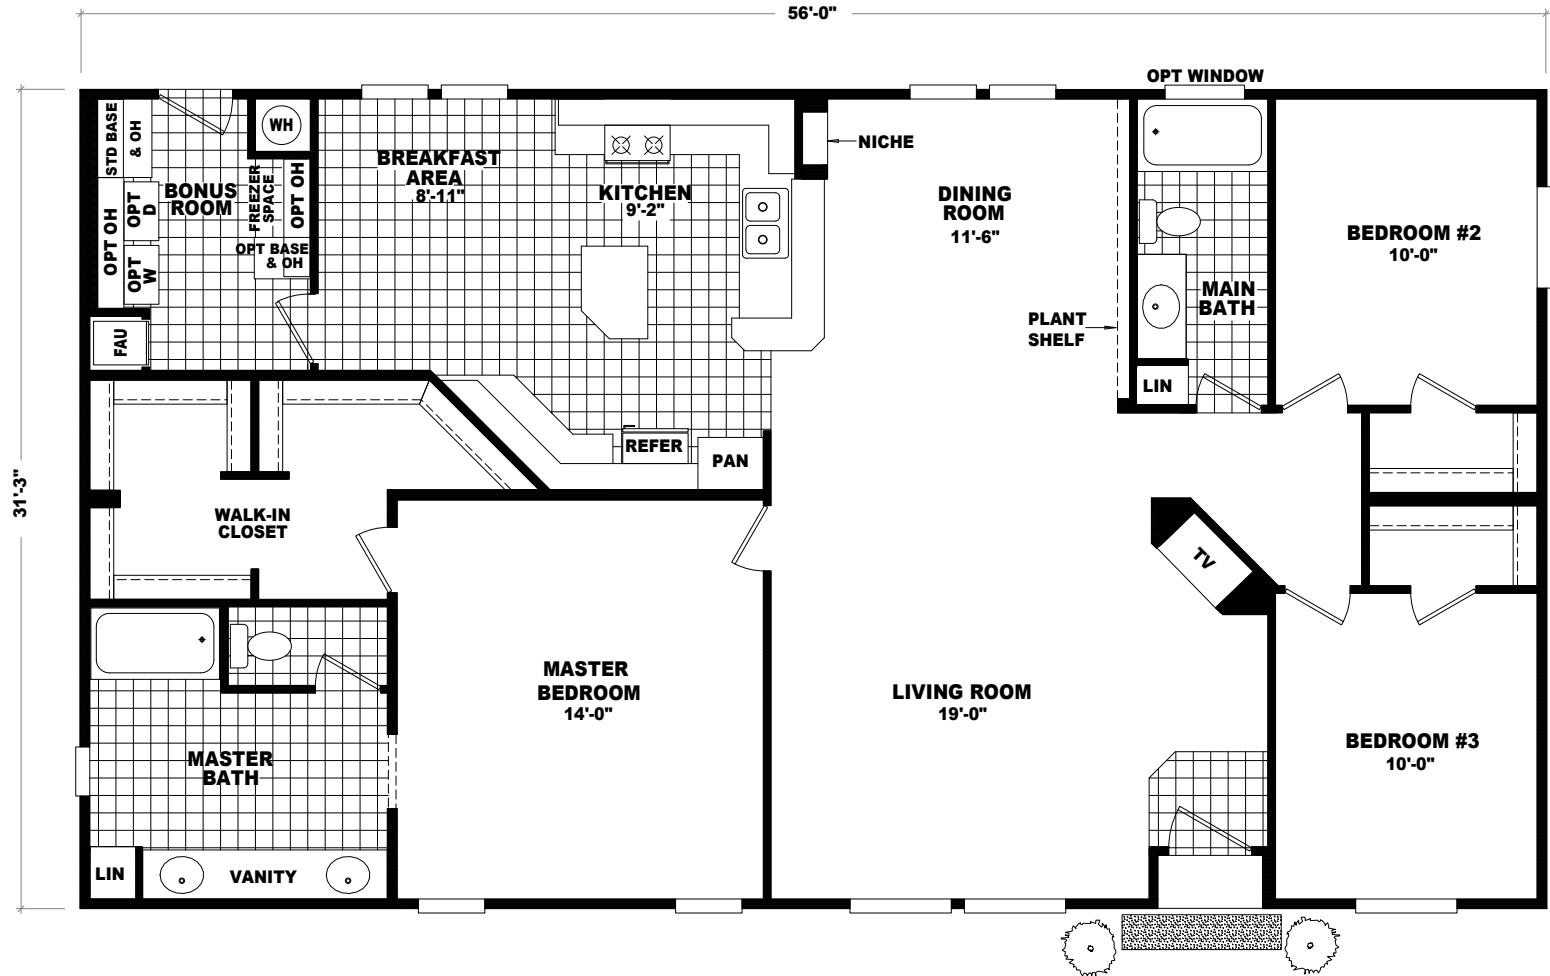 56'-0"
OPT WINDOW
STD BASE
& OH
WH
BREAKFAST
AREA
8'-11"
NICHE
BONUS
ROOM
FREEZER
SPACE
OPT OH
KITCHEN
9'-2"
DINING
ROOM
11'-6"
OPT
D
OPT OH
OPT
W
OPT BASE
& OH
BEDROOM #2
10'-0"
MAIN
BATH
PLANT
SHELF
FAU
LIN
REFER
PAN
31'-3"
WALK-IN
CLOSET
TV
MASTER
BEDROOM
14'-0"
LIVING ROOM
19'-0"
MASTER
BATH
BEDROOM #3
10'-0"
LIN
VANITY